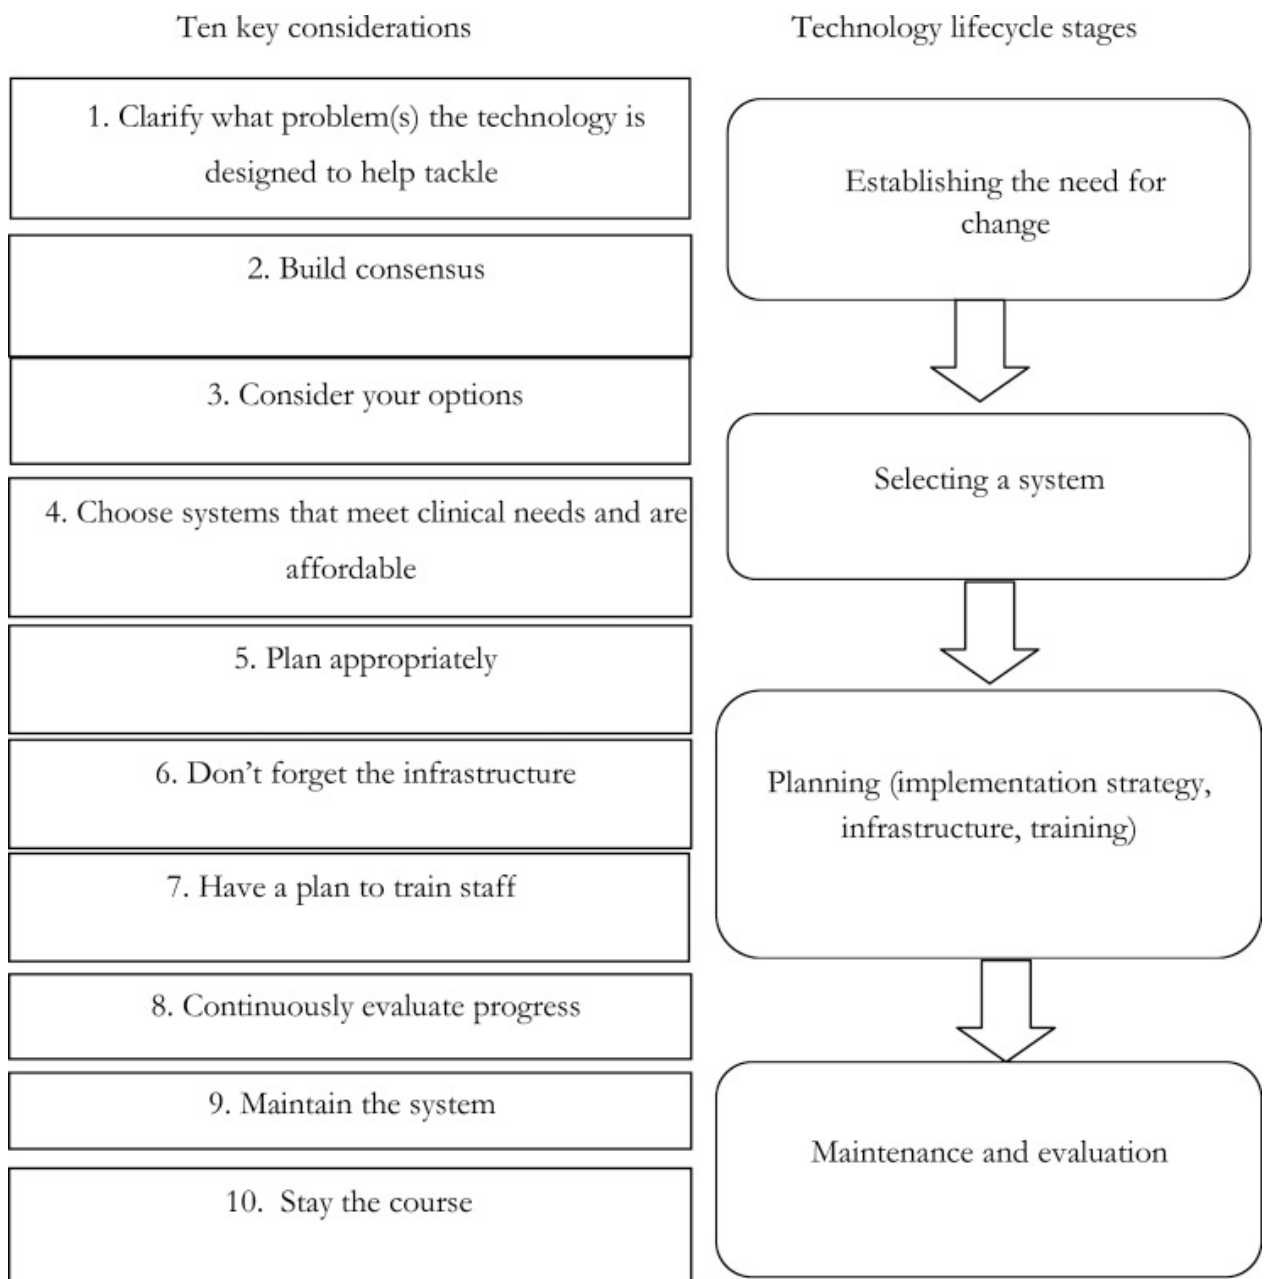 Ten key considerations
1. Clarify what problem(s) the technology is
designed to help tackle
2. Build consensus
3. Consider your options
4. Choose systems that meet clinical needs and are
affordable
5. Plan appropriately
6. Don’t forget the infrastructure
7. Have a plan to train staff
8. Continuously evaluate progress
9. Maintain the system
10. Stay the course
Technology lifecycle stages
Establishing the need for
change
Selecting a system
Planning (implementation strategy,
infrastructure, training)
Maintenance and evaluation